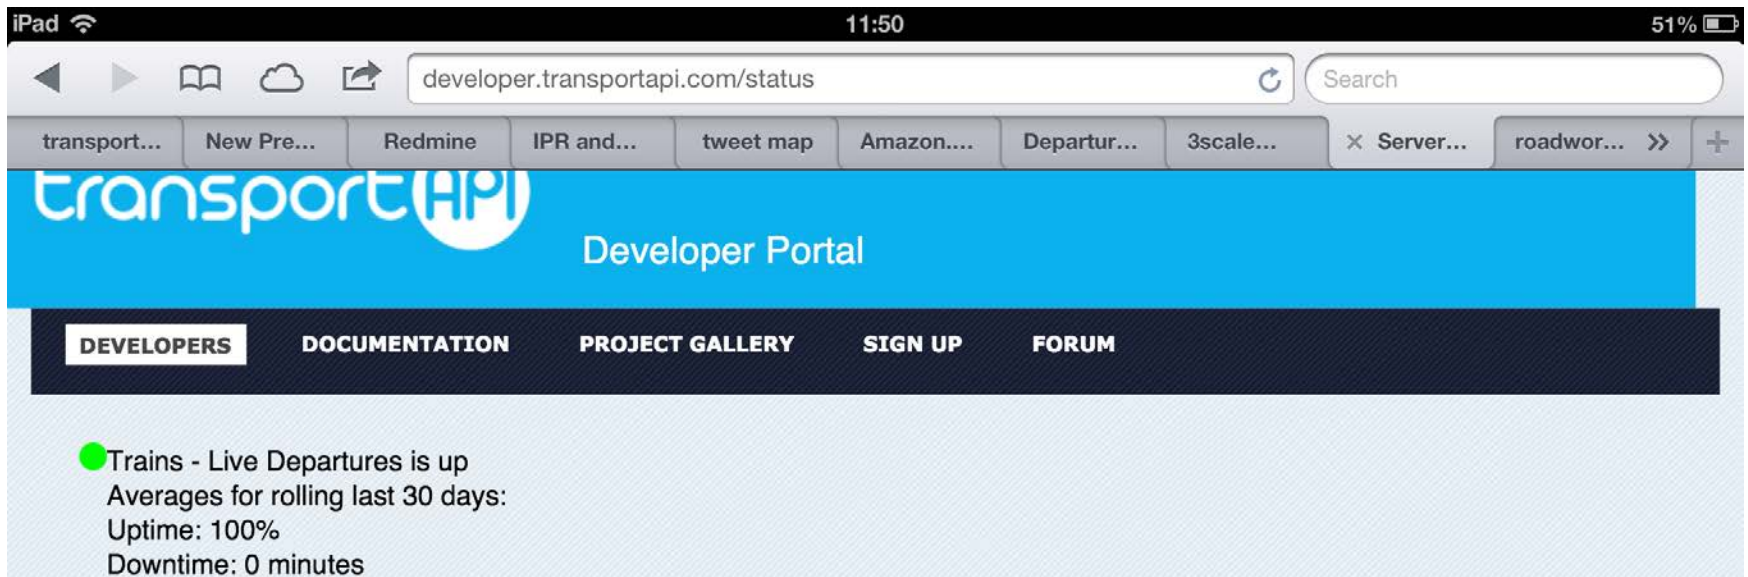 iPad 11:50 51%
developer.transportapi.com/status Search
transport... New Pre... Redmine IPR and... tweet map Amazon.... Departur... 3scale... × Server... roadwor... >> +
transportAPI
Developer Portal
DEVELOPERS DOCUMENTATION PROJECT GALLERY SIGN UP FORUM
Trains - Live Departures is up
Averages for rolling last 30 days:
Uptime: 100%
Downtime: 0 minutes